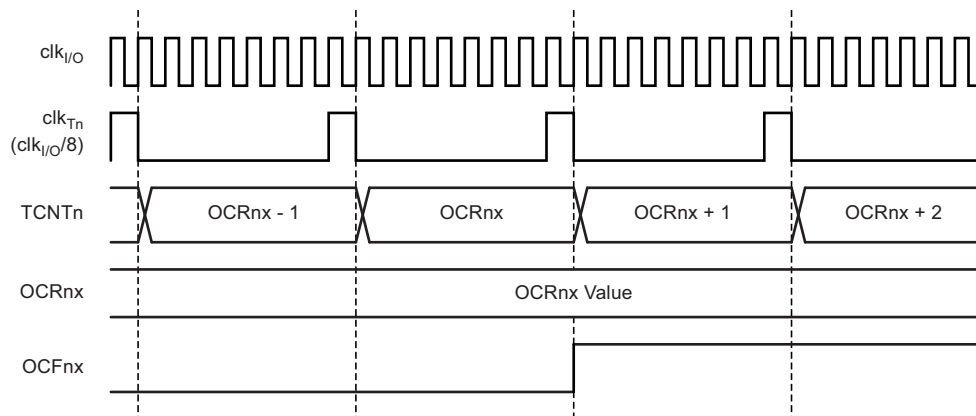 clkI/O
clkTn
(clkI/O/8)
TCNTn
OCRnx - 1
OCRnx
OCRnx + 1
OCRnx + 2
OCRnx
OCRnx Value
OCFnx